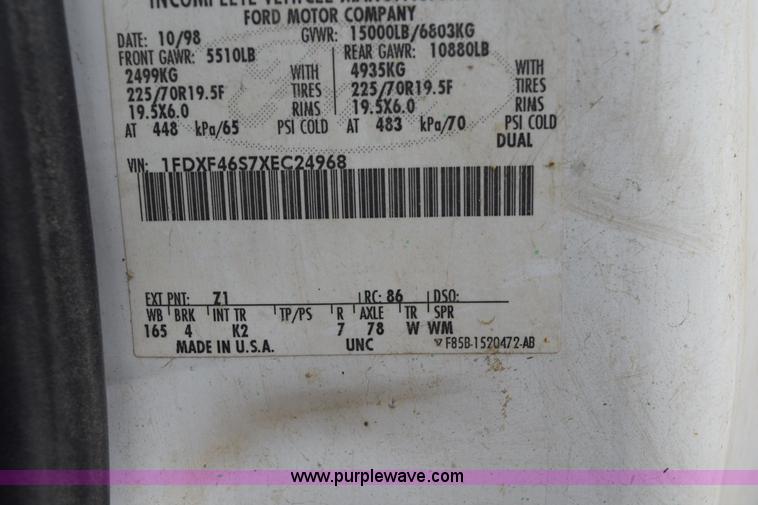 INCOMPLETE VEHICLE
FORD MOTOR COMPANY
DATE: 10/98 GVWR: 15000LB/6803KG
FRONT GAWR: 5510LB REAR GAWR: 10880LB
2499KG WITH 4935KG WITH
225/70R19.5F TIRES 225/70R19.5F TIRES
19.5X6.0 RIMS 19.5X6.0 RIMS
AT 448 kPa/65 PSI COLD AT 483 kPa/70 PSI COLD
DUAL
VIN: 1FDXF46S7XEC24968
EXT PNT: Z1 RC: 86 DSO:
WB BRK INT TR TP/PS R AXLE TR SPR
165 4 K2 7 78 W WM
MADE IN U.S.A. UNC F85B-1520472-AB
www.purplewave.com